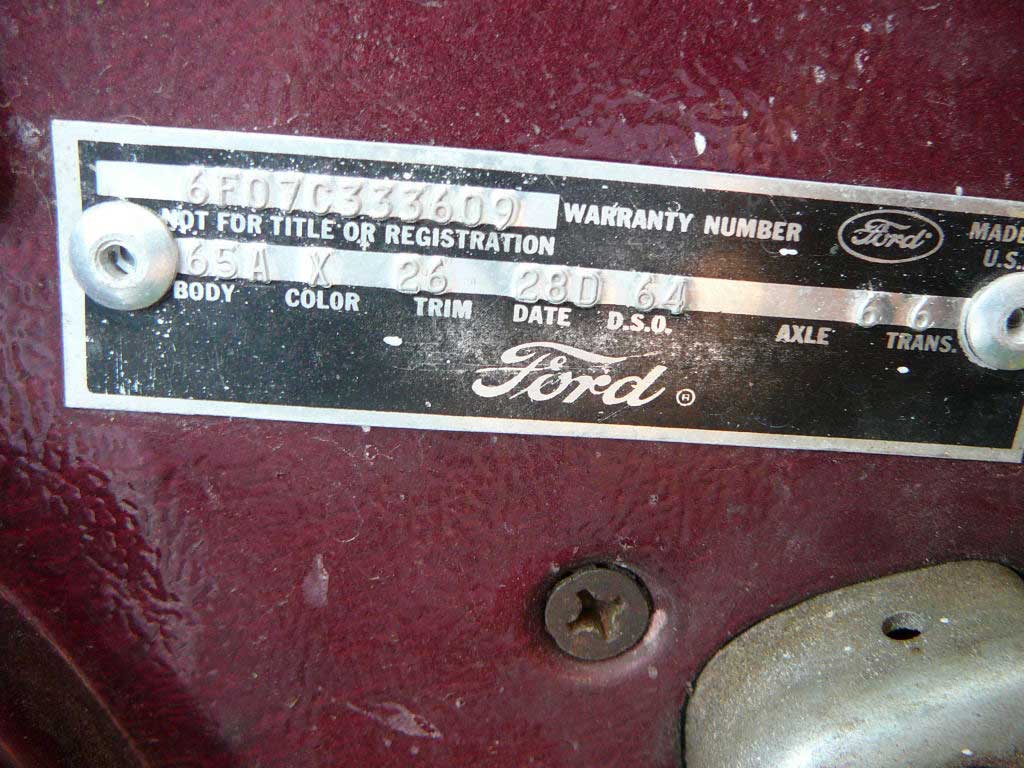 6F07C333609 WARRANTY NUMBER Ford MADE
NOT FOR TITLE OR REGISTRATION U.S.
65A X 26 28D 64 6 6
BODY COLOR TRIM DATE D.S.O. AXLE TRANS.
Ford ®